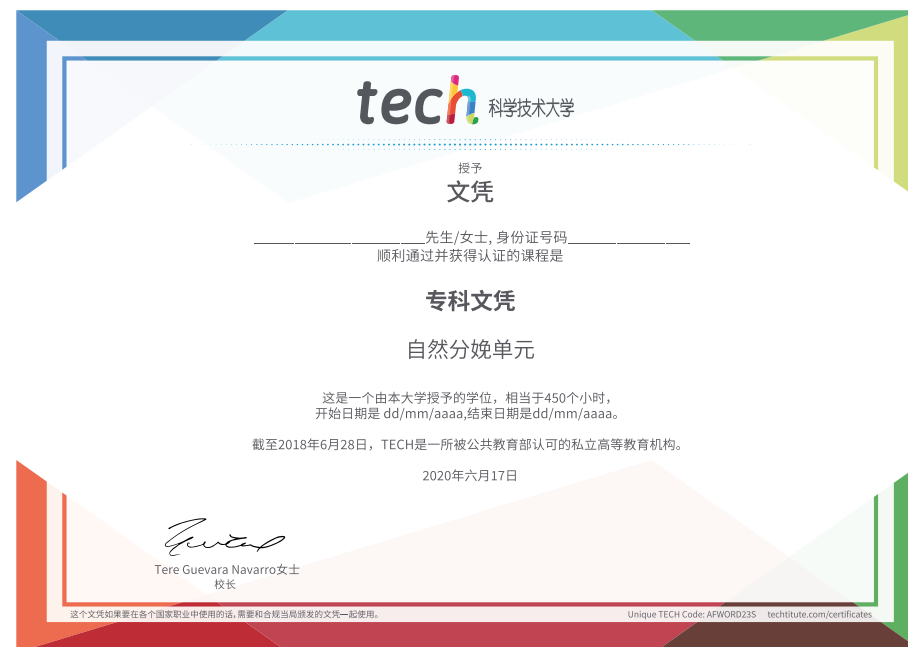 tech 科学技术大学
授予
文凭
________________________先生/女士, 身份证号码_________________
顺利通过并获得认证的课程是
专科文凭
自然分娩单元
这是一个由本大学授予的学位，相当于450个小时，
开始日期是 dd/mm/aaaa,结束日期是dd/mm/aaaa。
截至2018年6月28日，TECH是一所被公共教育部认可的私立高等教育机构。
2020年六月17日
Tere Guevara Navarro女士
校长
这个文凭如果要在各个国家职业中使用的话,需要和合规当局颁发的文凭一起使用。
Unique TECH Code: AFWORD23S techtitute.com/certificates